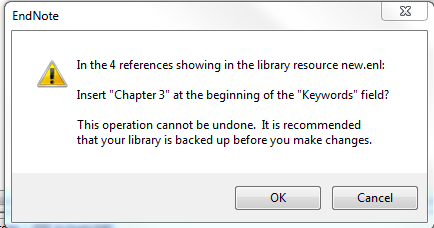 EndNote
In the 4 references showing in the library resource new.enl:
Insert "Chapter 3" at the beginning of the "Keywords" field?
This operation cannot be undone.  It is recommended
that your library is backed up before you make changes.
OK
Cancel